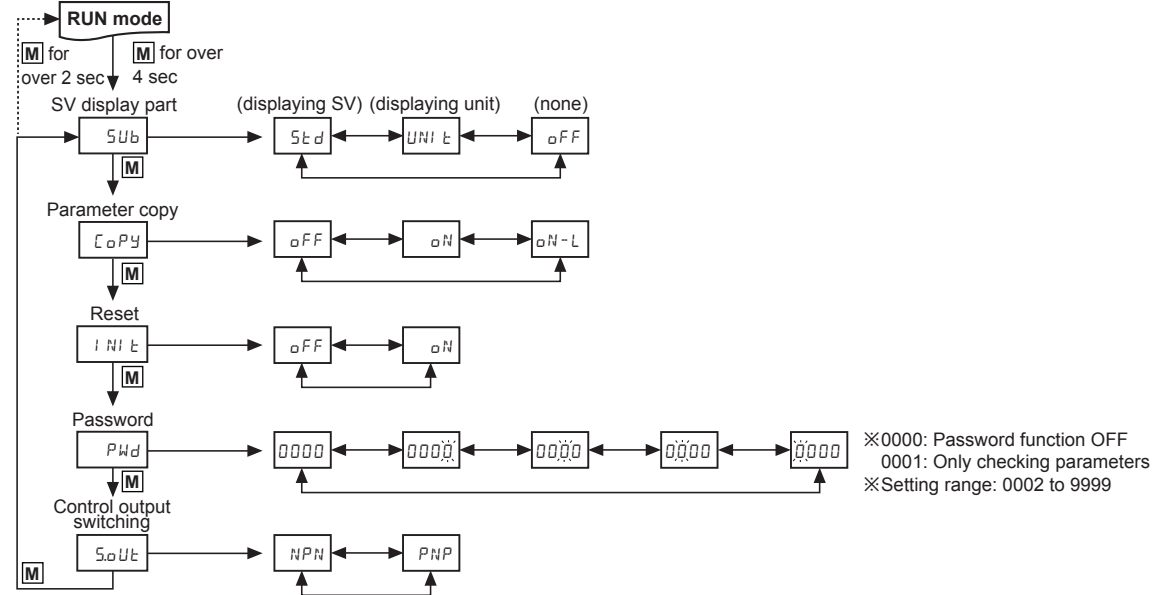 RUN mode
M for over 2 sec
M for over 4 sec
SV display part
(displaying SV) (displaying unit) (none)
SUb
Std
UNIt
oFF
M
Parameter copy
CoPY
oFF
oN
oN-L
M
Reset
INIt
oFF
oN
M
Password
PWd
0000
0000
0000
0000
0000
※0000: Password function OFF
0001: Only checking parameters
※Setting range: 0002 to 9999
M
Control output
switching
S.oUt
NPN
PNP
M